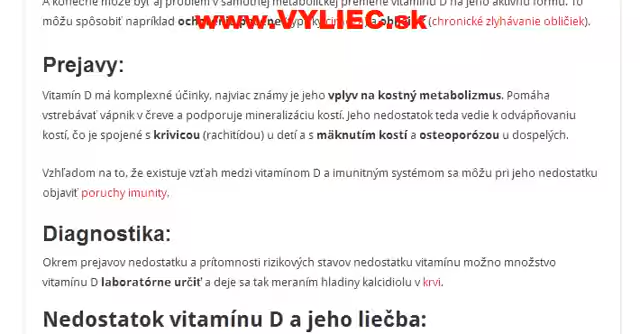 A konečne môže byť aj problém v samotnej metabolickej premene vitamínu D na jeho aktívnu formu. To
www.VYLIEC.sk
môžu spôsobiť napríklad obličiek (chronické zlyhávanie obličiek).
Prejavy:
Vitamín D má komplexné účinky, najviac známy je jeho vplyv na kostný metabolizmus. Pomáha
vstrebávať vápnik v čreve a podporuje mineralizáciu kostí. Jeho nedostatok teda vedie k odvápňovaniu
kostí, čo je spojené s krivicou (rachitídou) u detí a s mäknutím kostí a osteoporózou u dospelých.
Vzhľadom na to, že existuje vzťah medzi vitamínom D a imunitným systémom sa môžu pri jeho nedostatku
objaviť poruchy imunity.
Diagnostika:
Okrem prejavov nedostatku a prítomnosti rizikových stavov nedostatku vitamínu možno množstvo
vitamínu D laboratórne určiť a deje sa tak meraním hladiny kalcidiolu v krvi.
Nedostatok vitamínu D a jeho liečba: